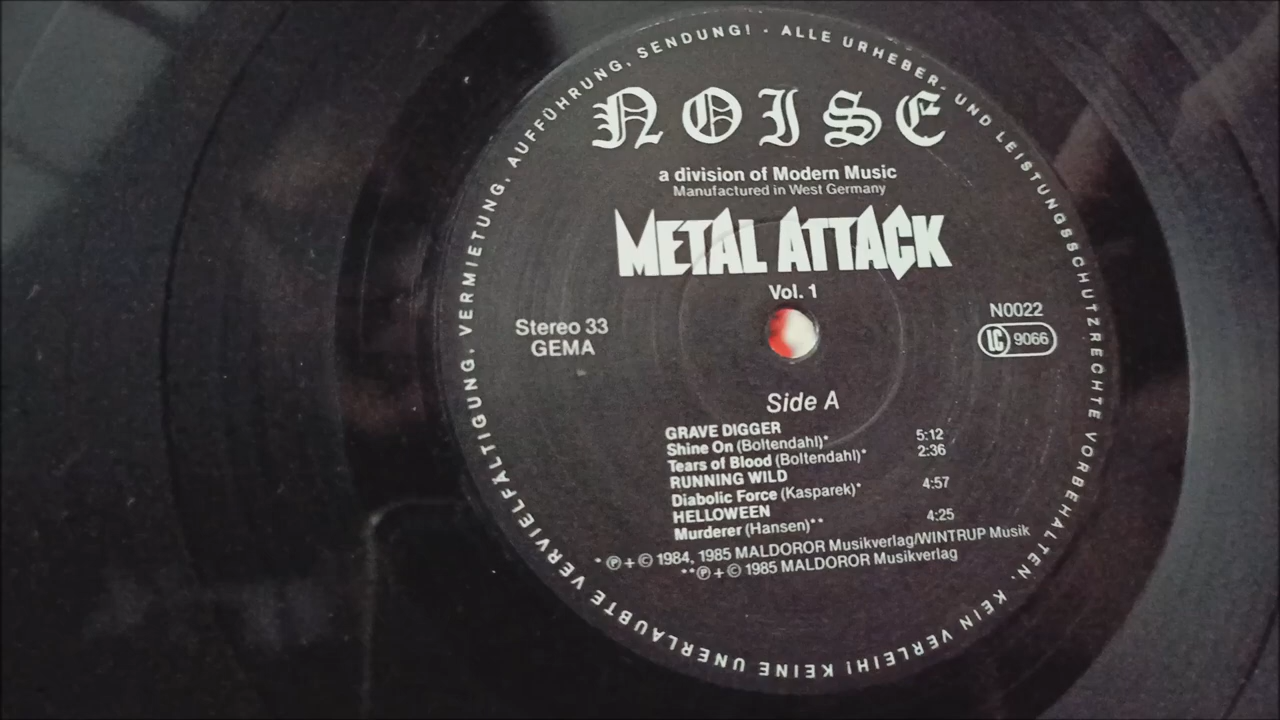 ALLE URHEBER- UND LEISTUNGSSCHUTZRECHTE VORBEHALTEN. KEIN VERLEIH! KEINE UNERLAUBTE VERVIELFÄLTIGUNG, VERMIETUNG, AUFFÜHRUNG, SENDUNG! -
NOISE
a division of Modern Music
Manufactured in West Germany
METAL ATTACK
Vol. 1
Stereo 33
GEMA
N0022
LC 9066
Side A
GRAVE DIGGER
Shine On (Boltendahl)* 5:12
Tears of Blood (Boltendahl)* 2:36
RUNNING WILD
Diabolic Force (Kasparek)* 4:57
HELLOWEEN
Murderer (Hansen)** 4:25
* ℗ + © 1984, 1985 MALDOROR Musikverlag/WINTRUP Musik
**℗ + © 1985 MALDOROR Musikverlag